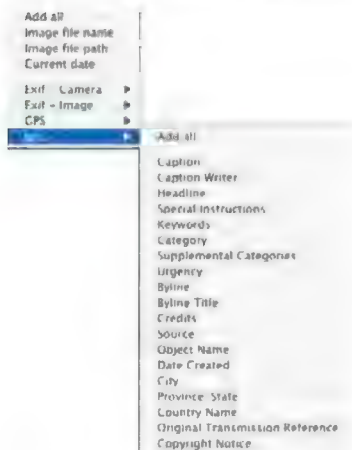 Add all
Image file name
Image file path
Current date
Exif - Camera
Exif - Image
GPS
Add all
Caption
Caption Writer
Headline
Special Instructions
Keywords
Category
Supplemental Categories
Urgency
Byline
Byline Title
Credits
Source
Object Name
Date Created
City
Province State
Country Name
Original Transmission Reference
Copyright Notice